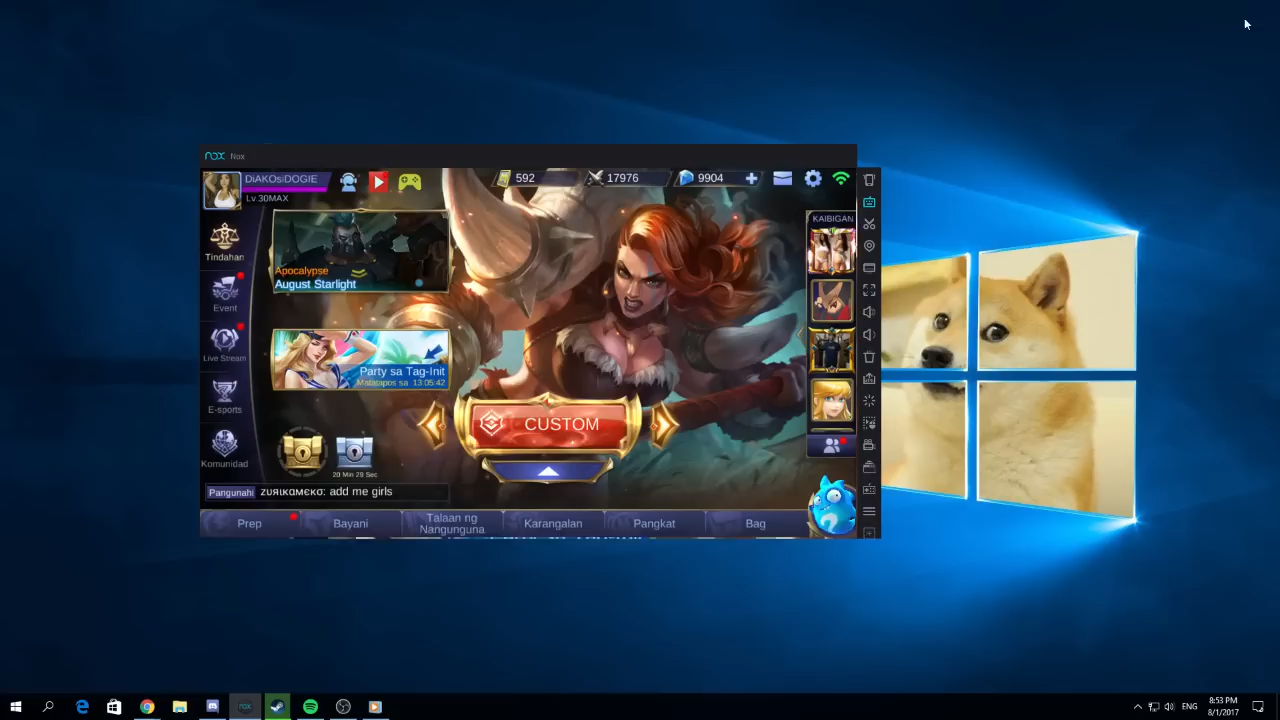 nox Nox
DiAKOsiDOGIE
592
17976
9904
Lv.30MAX
KAIBIGAN
Tindahan
Apocalypse
August Starlight
Event
Live Stream
Party sa Tag-Init
Matatapos sa 13:05:42
E-sports
CUSTOM
Komunidad
20 Min 29 Sec
Pangunahi zυяιкαмєкσ: add me girls
Prep
Bayani
Talaan ng
Nangunguna
Karangalan
Pangkat
Bag
nox
ENG
8:53 PM
8/1/2017